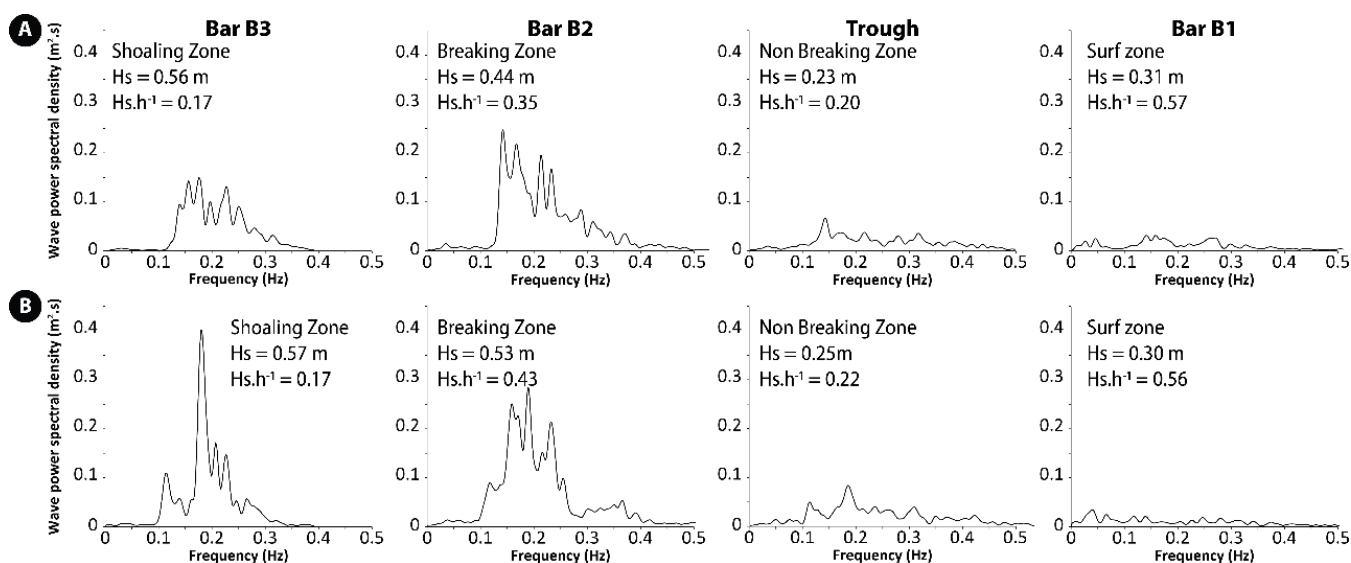 A
Bar B3
Bar B2
Trough
Bar B1
Wave power spectral density (m².s)
0.4
0.3
0.2
0.1
0
Shoaling Zone
Hs = 0.56 m
Hs.h⁻¹ = 0.17
0 0.1 0.2 0.3 0.4 0.5
Frequency (Hz)
0.4
0.3
0.2
0.1
0
Breaking Zone
Hs = 0.44 m
Hs.h⁻¹ = 0.35
0 0.1 0.2 0.3 0.4 0.5
Frequency (Hz)
0.4
0.3
0.2
0.1
0
Non Breaking Zone
Hs = 0.23 m
Hs.h⁻¹ = 0.20
0 0.1 0.2 0.3 0.4 0.5
Frequency (Hz)
0.4
0.3
0.2
0.1
0
Surf zone
Hs = 0.31 m
Hs.h⁻¹ = 0.57
0 0.1 0.2 0.3 0.4 0.5
Frequency (Hz)
B
Wave power spectral density (m².s)
0.4
0.3
0.2
0.1
0
Shoaling Zone
Hs = 0.57 m
Hs.h⁻¹ = 0.17
0 0.1 0.2 0.3 0.4 0.5
Frequency (Hz)
0.4
0.3
0.2
0.1
0
Breaking Zone
Hs = 0.53 m
Hs.h⁻¹ = 0.43
0 0.1 0.2 0.3 0.4 0.5
Frequency (Hz)
0.4
0.3
0.2
0.1
0
Non Breaking Zone
Hs = 0.25m
Hs.h⁻¹ = 0.22
0 0.1 0.2 0.3 0.4 0.5
Frequency (Hz)
0.4
0.3
0.2
0.1
0
Surf zone
Hs = 0.30 m
Hs.h⁻¹ = 0.56
0 0.1 0.2 0.3 0.4 0.5
Frequency (Hz)